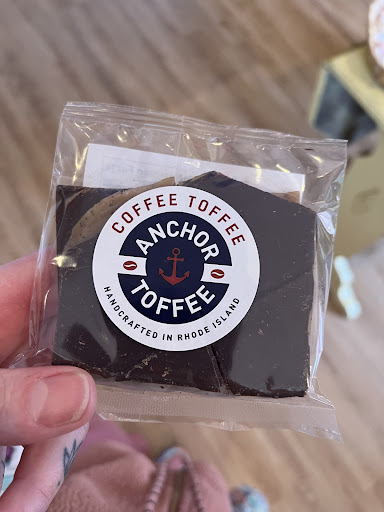 COFFEE TOFFEE
ANCHOR
TOFFEE
HANDCRAFTED IN RHODE ISLAND